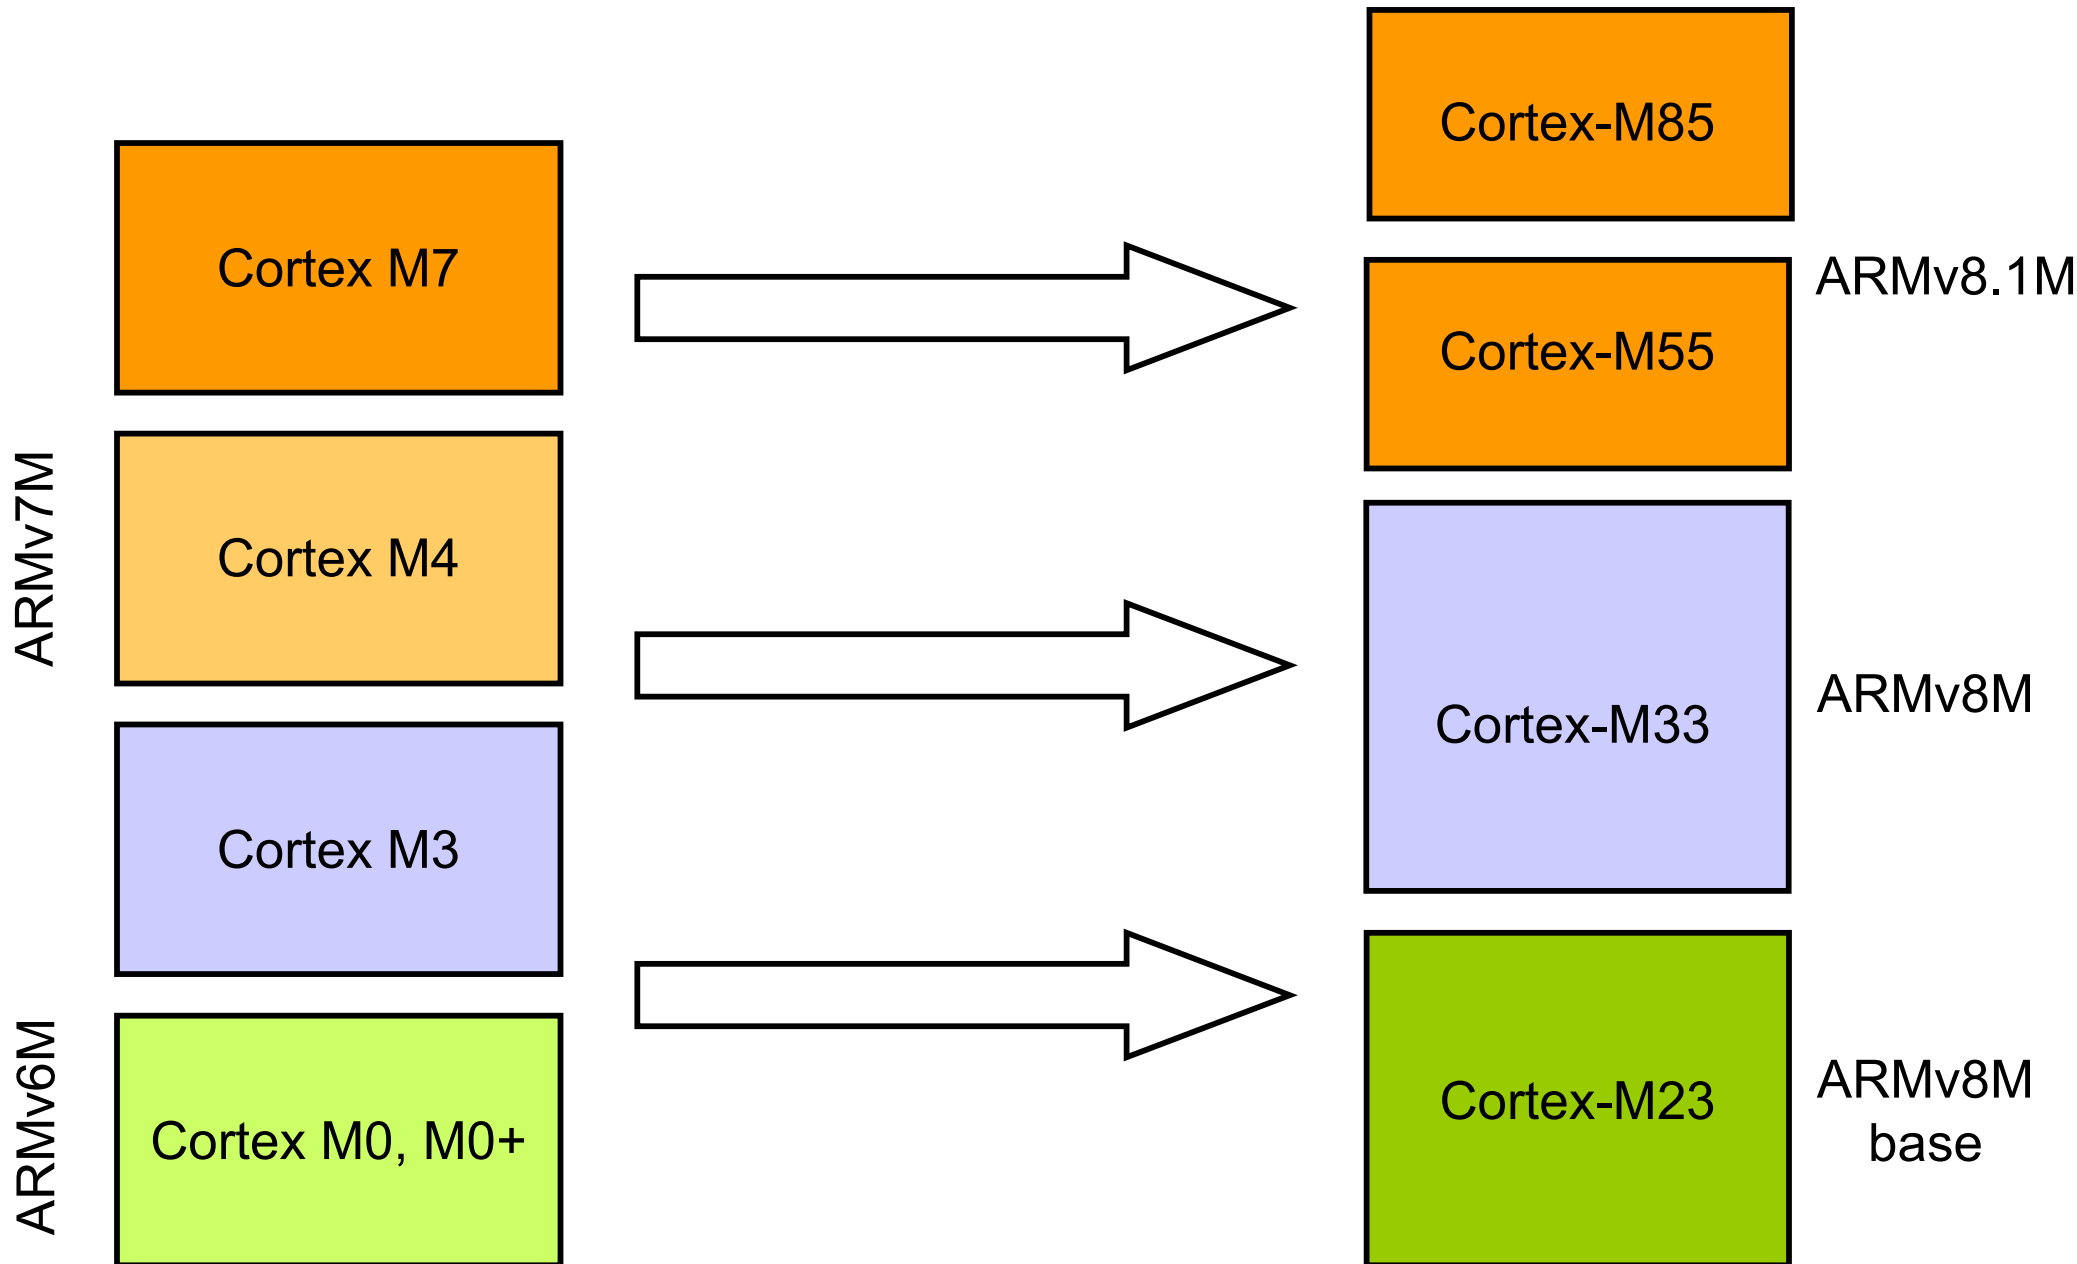 ARMv7M
ARMv6M
Cortex M7
Cortex M4
Cortex M3
Cortex M0, M0+
Cortex-M85
Cortex-M55
Cortex-M33
Cortex-M23
ARMv8.1M
ARMv8M
ARMv8M
base